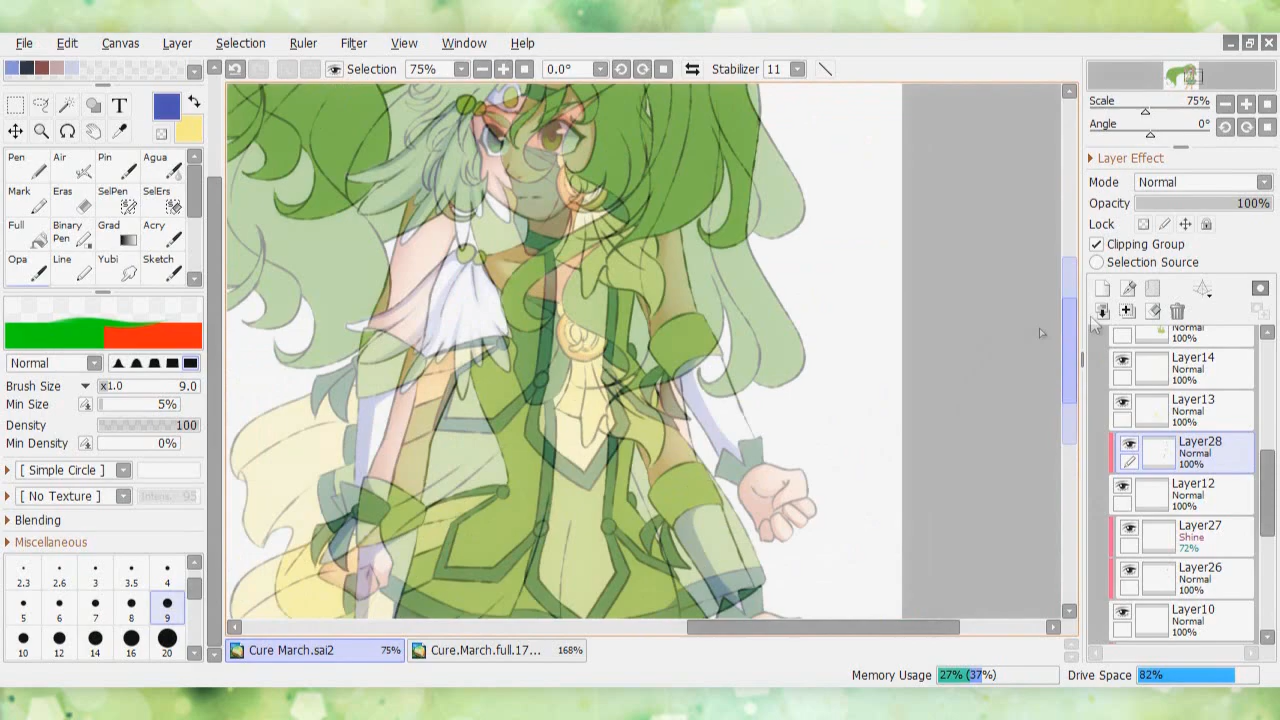 File Edit Canvas Layer Selection Ruler Filter View Window Help
Selection 75% 0.0° Stabilizer 11
T
Pen Air Pin Agua
Mark Eras SelPen SelErs
Full Binary Pen Grad Acry
Opa Line Yubi Sketch
Normal
Brush Size x1.0 9.0
Min Size 5%
Density 100
Min Density 0%
[ Simple Circle ]
[ No Texture ] Intens. 95
Blending
Miscellaneous
2.3 2.6 3 3.5 4
5 6 7 8 9
10 12 14 16 20
Cure March.sai2 75% Cure.March.full.17... 168%
Scale 75%
Angle 0°
Layer Effect
Mode Normal
Opacity 100%
Lock
Clipping Group
Selection Source
Normal
100%
Layer14
Normal
100%
Layer13
Normal
100%
Layer28
Normal
100%
Layer12
Normal
100%
Layer27
Shine
72%
Layer26
Normal
100%
Layer10
Normal
100%
Memory Usage 27% (37%) Drive Space 82%